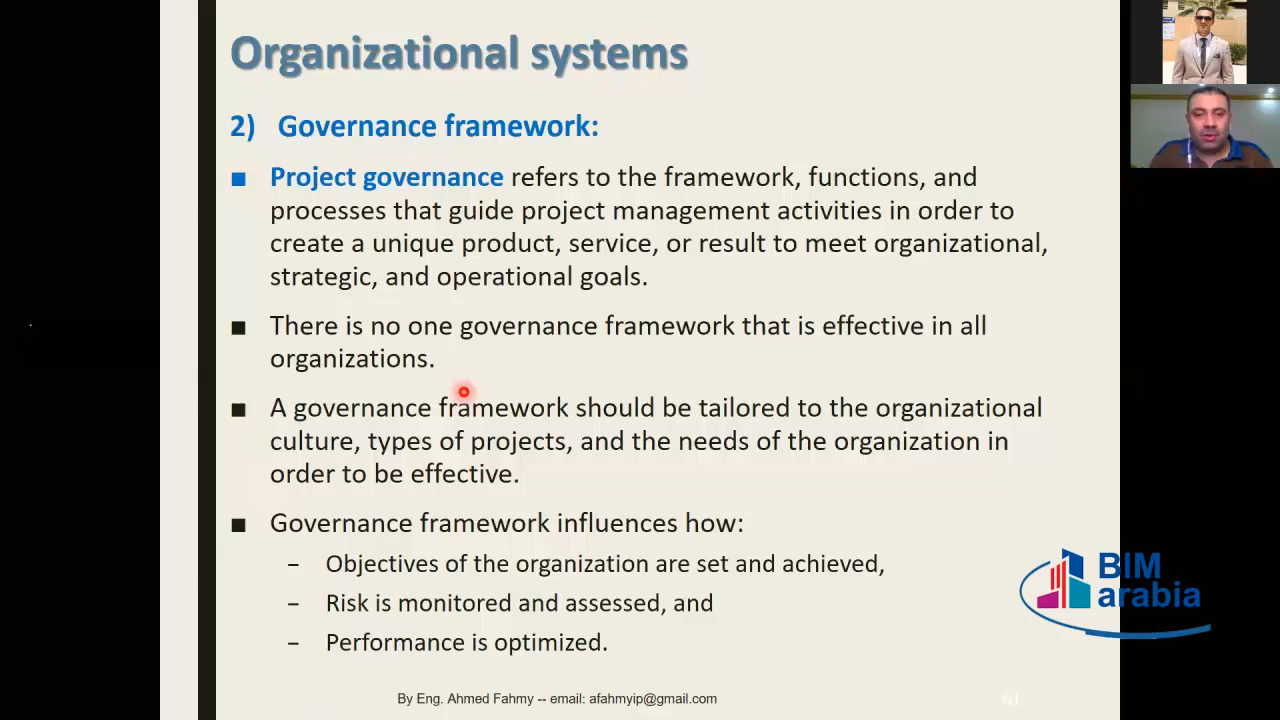 Organizational systems
2) Governance framework:
■ Project governance refers to the framework, functions, and
processes that guide project management activities in order to
create a unique product, service, or result to meet organizational,
strategic, and operational goals.
■ There is no one governance framework that is effective in all
organizations.
■ A governance framework should be tailored to the organizational
culture, types of projects, and the needs of the organization in
order to be effective.
■ Governance framework influences how:
– Objectives of the organization are set and achieved,
– Risk is monitored and assessed, and
– Performance is optimized.
BIM
arabia
By Eng. Ahmed Fahmy -- email: afahmyip@gmail.com